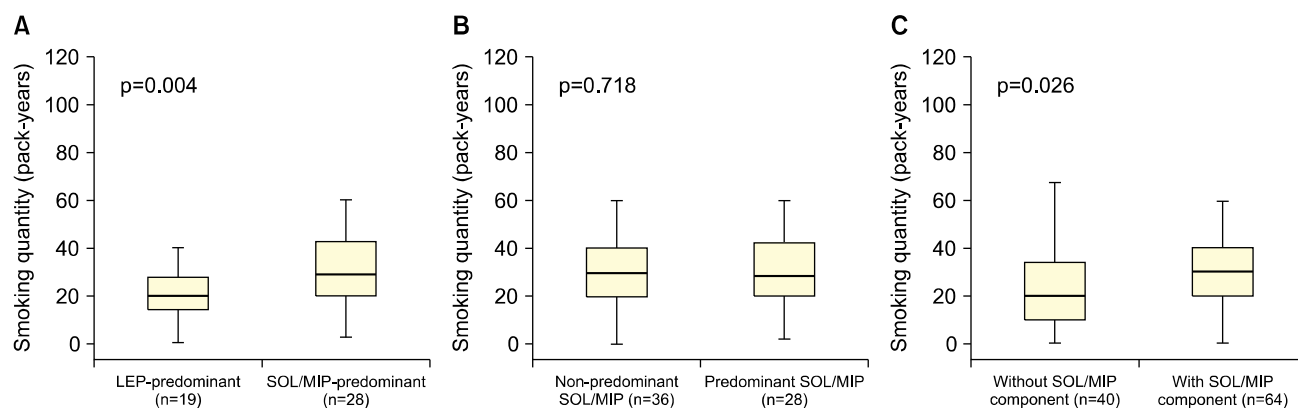 A
Smoking quantity (pack-years)
120
100
80
60
40
20
0
p=0.004
LEP-predominant
(n=19)
SOL/MIP-predominant
(n=28)
B
Smoking quantity (pack-years)
120
100
80
60
40
20
0
p=0.718
Non-predominant
SOL/MIP (n=36)
Predominant SOL/MIP
(n=28)
C
Smoking quantity (pack-years)
120
100
80
60
40
20
0
p=0.026
Without SOL/MIP
component (n=40)
With SOL/MIP
component (n=64)